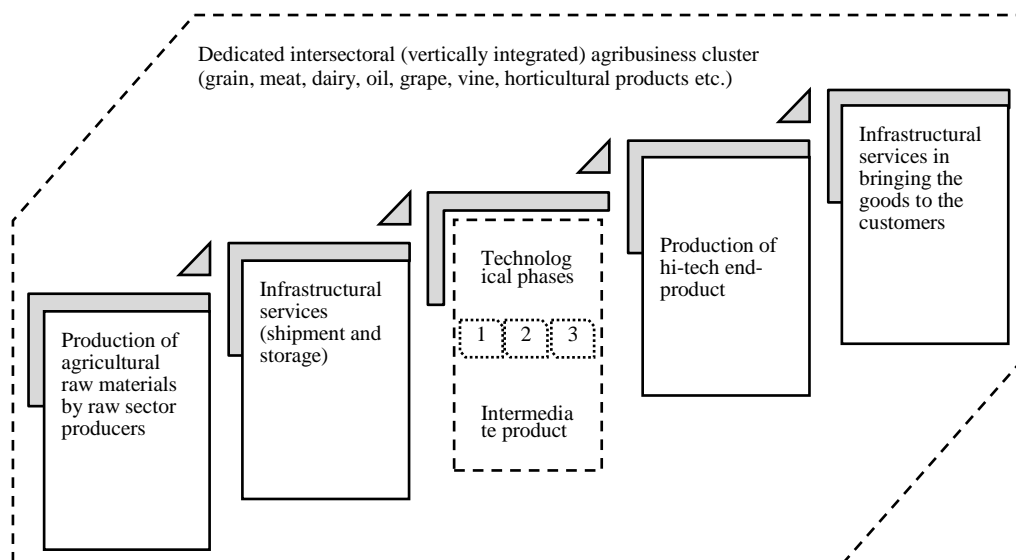 Dedicated intersectoral (vertically integrated) agribusiness cluster
(grain, meat, dairy, oil, grape, vine, horticultural products etc.)
Production of
agricultural
raw materials
by raw sector
producers
Infrastructural
services
(shipment and
storage)
Technolog
ical phases
1 2 3
Intermedia
te product
Production of
hi-tech end-
product
Infrastructural
services in
bringing the
goods to the
customers